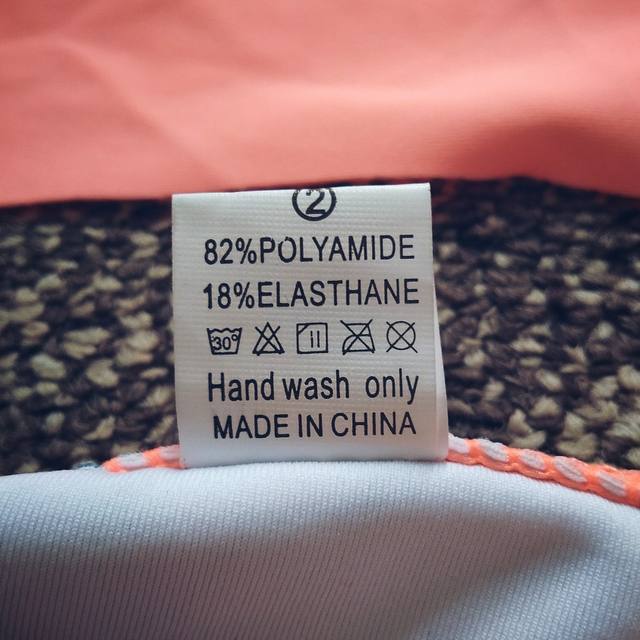 ②
82%POLYAMIDE
18%ELASTHANE
30°
Hand wash only
MADE IN CHINA